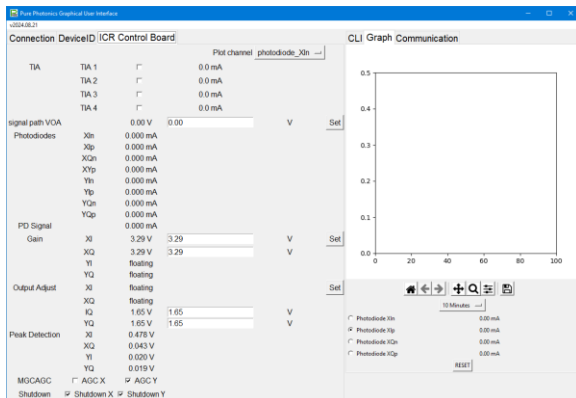 Pure Photonics Graphical User Interface
v2024.08.21
Connection DeviceID ICR Control Board
CLI Graph Communication
Plot channel photodiode_XIn
TIA TIA 1 0.0 mA
TIA 2 0.0 mA
TIA 3 0.0 mA
TIA 4 0.0 mA
signal path VOA 0.00 V 0.00 V Set
Photodiodes XIn 0.000 mA
XIp 0.000 mA
XQn 0.000 mA
XYp 0.000 mA
YIn 0.000 mA
YIp 0.000 mA
YQn 0.000 mA
YQp 0.000 mA
PD Signal 0.000 mA
Gain XI 3.29 V 3.29 V Set
XQ 3.29 V 3.29 V
YI floating
YQ floating
Output Adjust XI floating Set
XQ floating
IQ 1.65 V 1.65 V
YQ 1.65 V 1.65 V
Peak Detection XI 0.478 V
XQ 0.043 V
YI 0.020 V
YQ 0.019 V
MGCAGC AGC X AGC Y
Shutdown Shutdown X Shutdown Y
0.5
0.4
0.3
0.2
0.1
0.0
0 20 40 60 80 100
10 Minutes
Photodiode XIn 0.00 mA
Photodiode XIp 0.00 mA
Photodiode XQn 0.00 mA
Photodiode XQp 0.00 mA
RESET